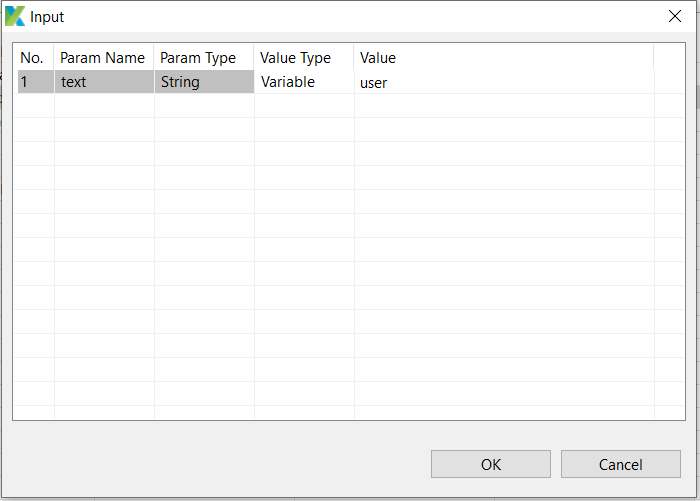 Input
No. Param Name Param Type Value Type Value
1 text String Variable user
OK Cancel